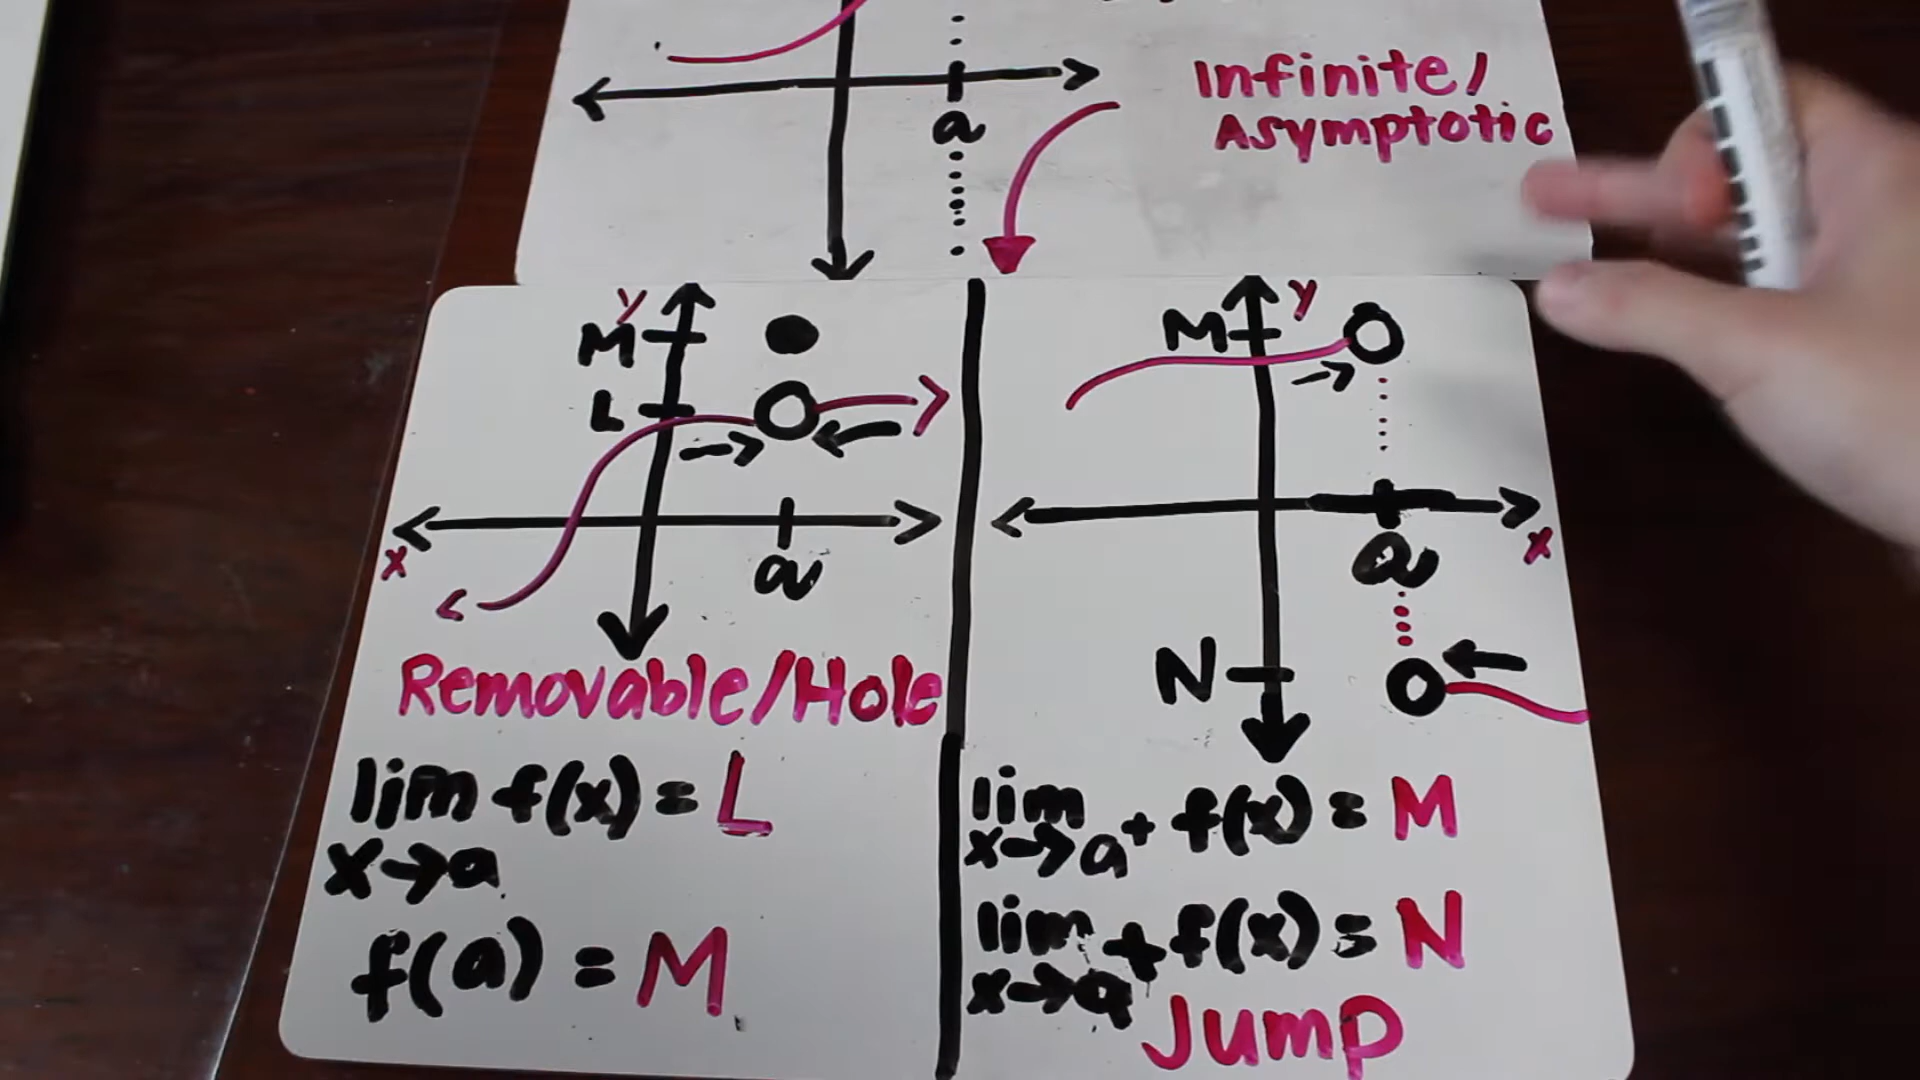 Infinite/
Asymptotic
a
y
M
L
x
a
Removable/Hole
lim f(x) = L
x→a
f(a) = M
y
M
a
x
N
lim f(x) = M
x→a+
lim f(x) = N
x→a+
Jump